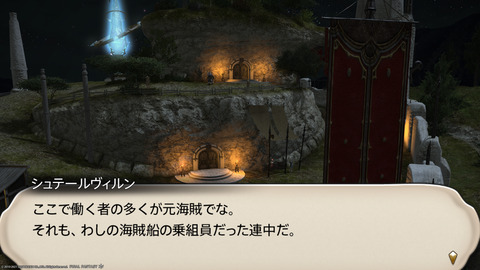 シュテールヴィルン
ここで働く者の多くが元海賊でな。
それも、わしの海賊船の乗組員だった連中だ。